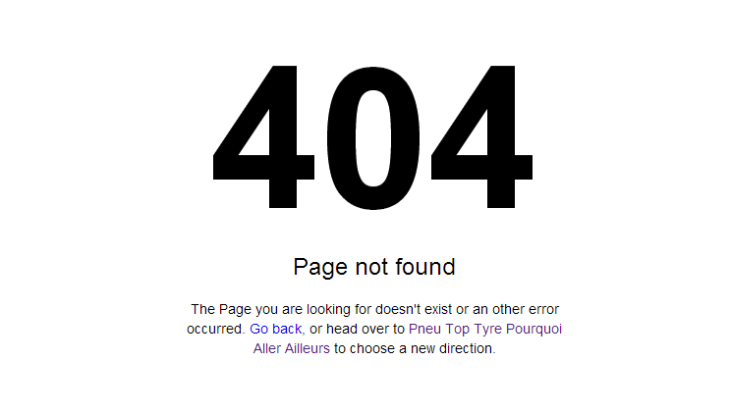 404
Page not found
The Page you are looking for doesn't exist or an other error
occurred. Go back, or head over to Pneu Top Tyre Pourquoi
Aller Ailleurs to choose a new direction.